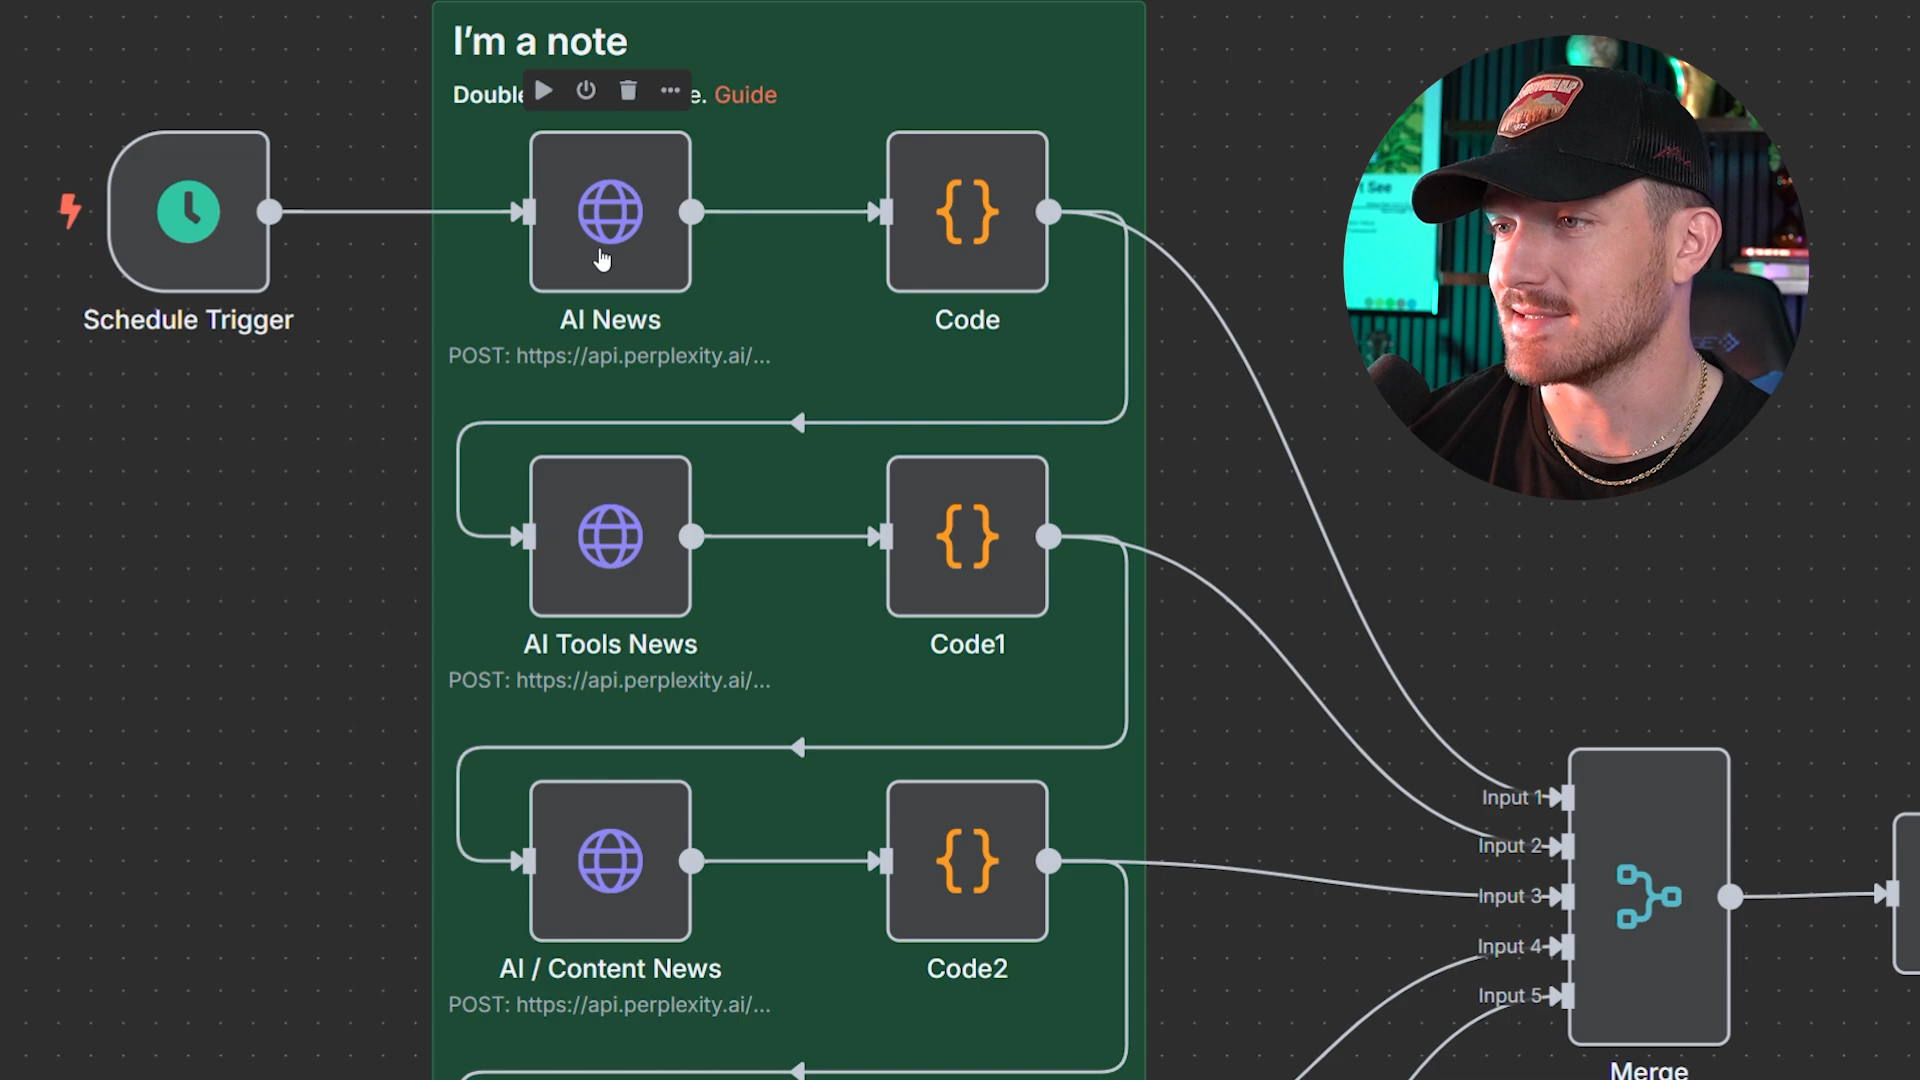 I'm a note
Double
e. Guide
Schedule Trigger
AI News
Code
POST: https://api.perplexity.ai/...
AI Tools News
Code1
POST: https://api.perplexity.ai/...
AI / Content News
Code2
POST: https://api.perplexity.ai/...
Input 1
Input 2
Input 3
Input 4
Input 5
Merge
t See